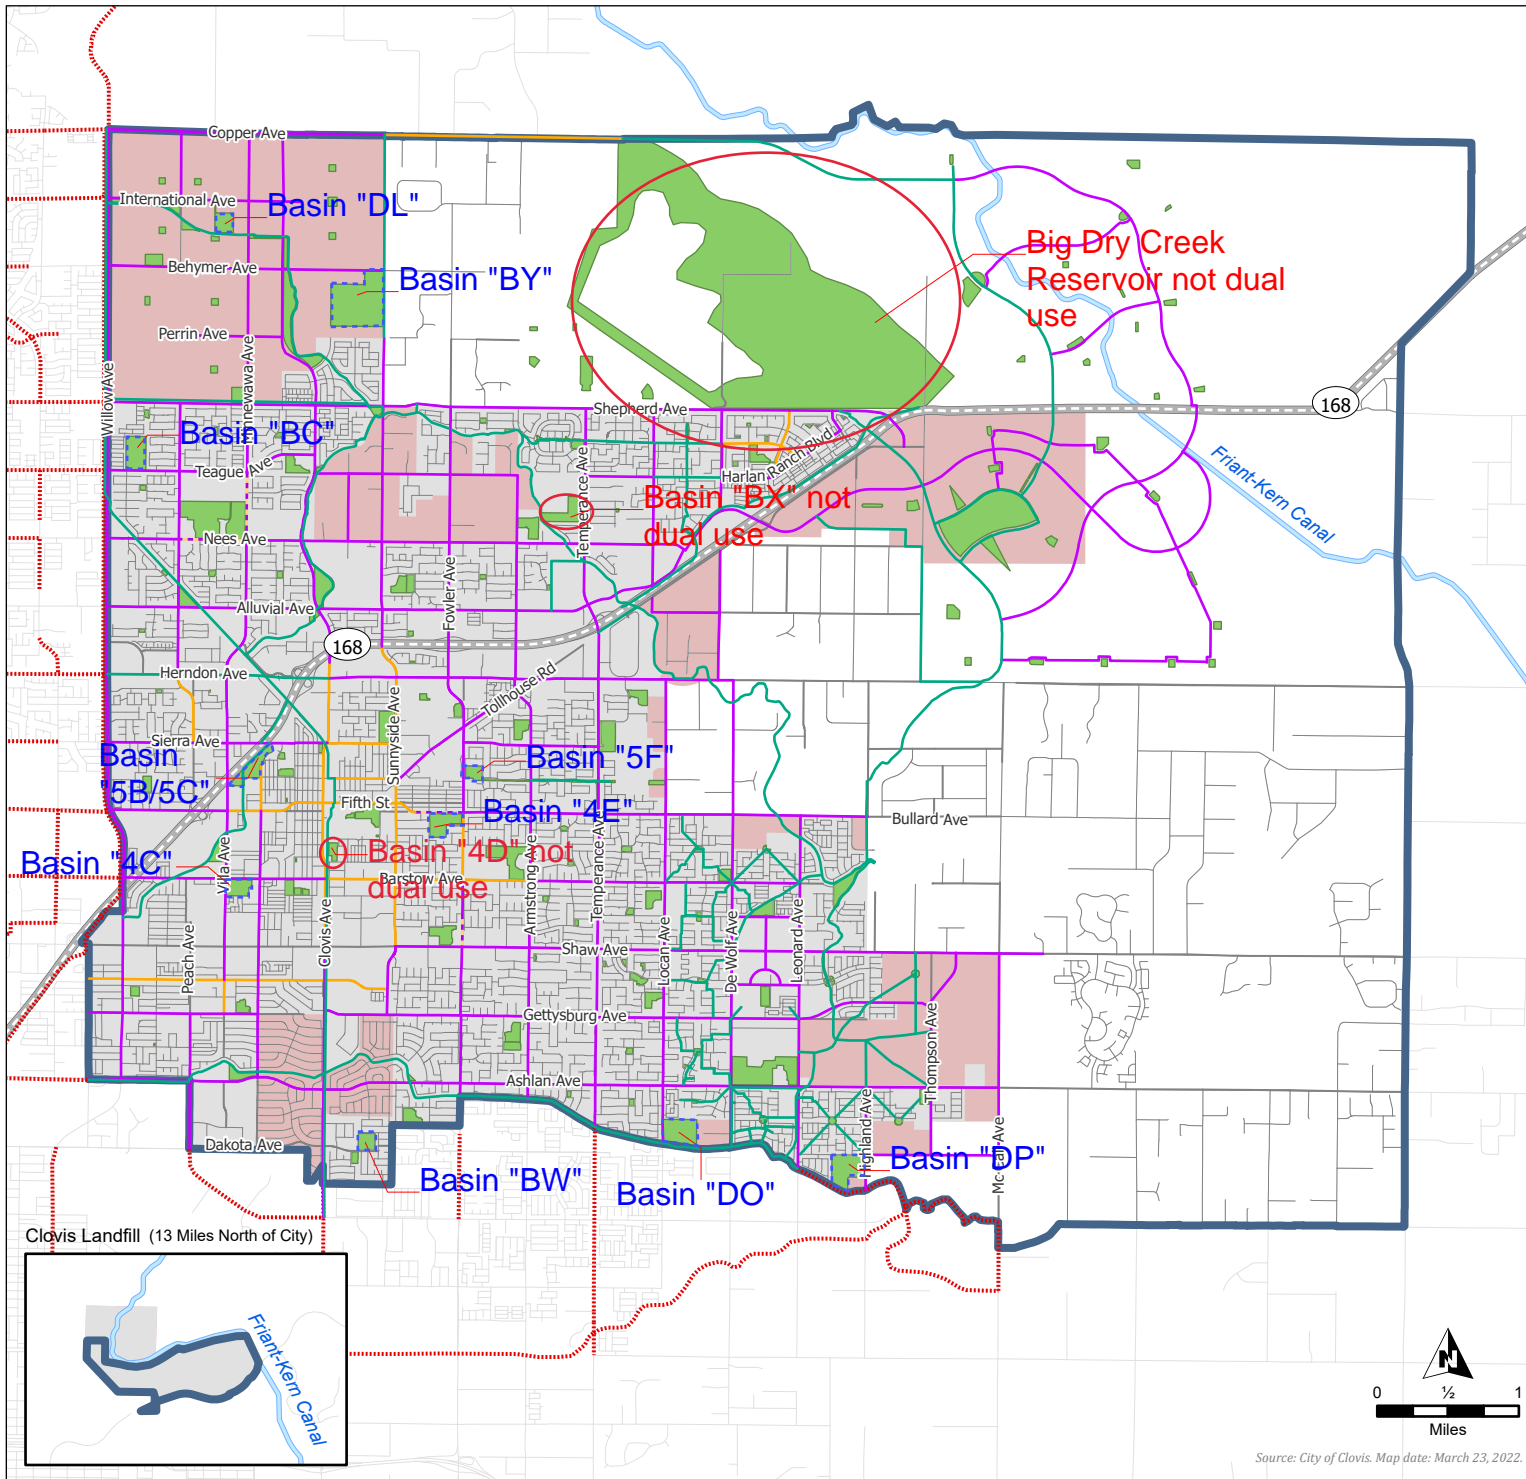 Copper Ave
International Ave
Basin "DL"
Behymer Ave
Basin "BY"
Big Dry Creek
Reservoir not dual
use
Perrin Ave
Willow Ave
Minnewawa Ave
168
Shepherd Ave
Basin "BC"
Teague Ave
Temperance Ave
Harlan Ranch Blvd
Friant-Kern Canal
Basin "BX" not
dual use
Nees Ave
Fowler Ave
Alluvial Ave
168
Herndon Ave
Tollhouse Rd
Sunnyside Ave
Sierra Ave
Basin
"5B/5C"
Basin "5F"
Fifth St
Basin "4E"
Bullard Ave
Basin "4C"
Villa Ave
Basin "4D" not
dual use
Barstow Ave
Armstrong Ave
Temperance Ave
Clovis Ave
Peach Ave
Shaw Ave
Locan Ave
De Wolf Ave
Leonard Ave
Gettysburg Ave
Thompson Ave
Ashlan Ave
Highland Ave
Dakota Ave
Basin "BW"
Basin "DO"
Basin "DP"
McCall Ave
Clovis Landfill (13 Miles North of City)
Friant-Kern Canal
N
0 ½ 1
Miles
Source: City of Clovis. Map date: March 23, 2022.